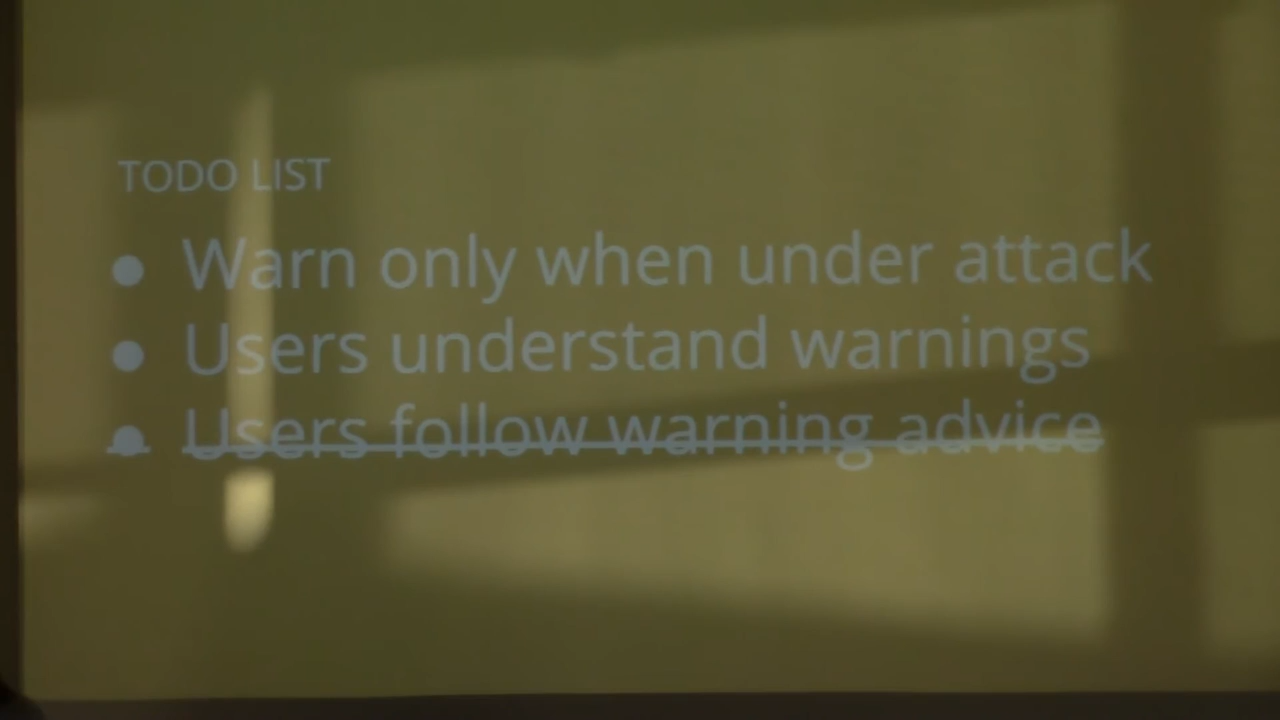 TODO LIST
● Warn only when under attack
● Users understand warnings
● Users follow warning advice